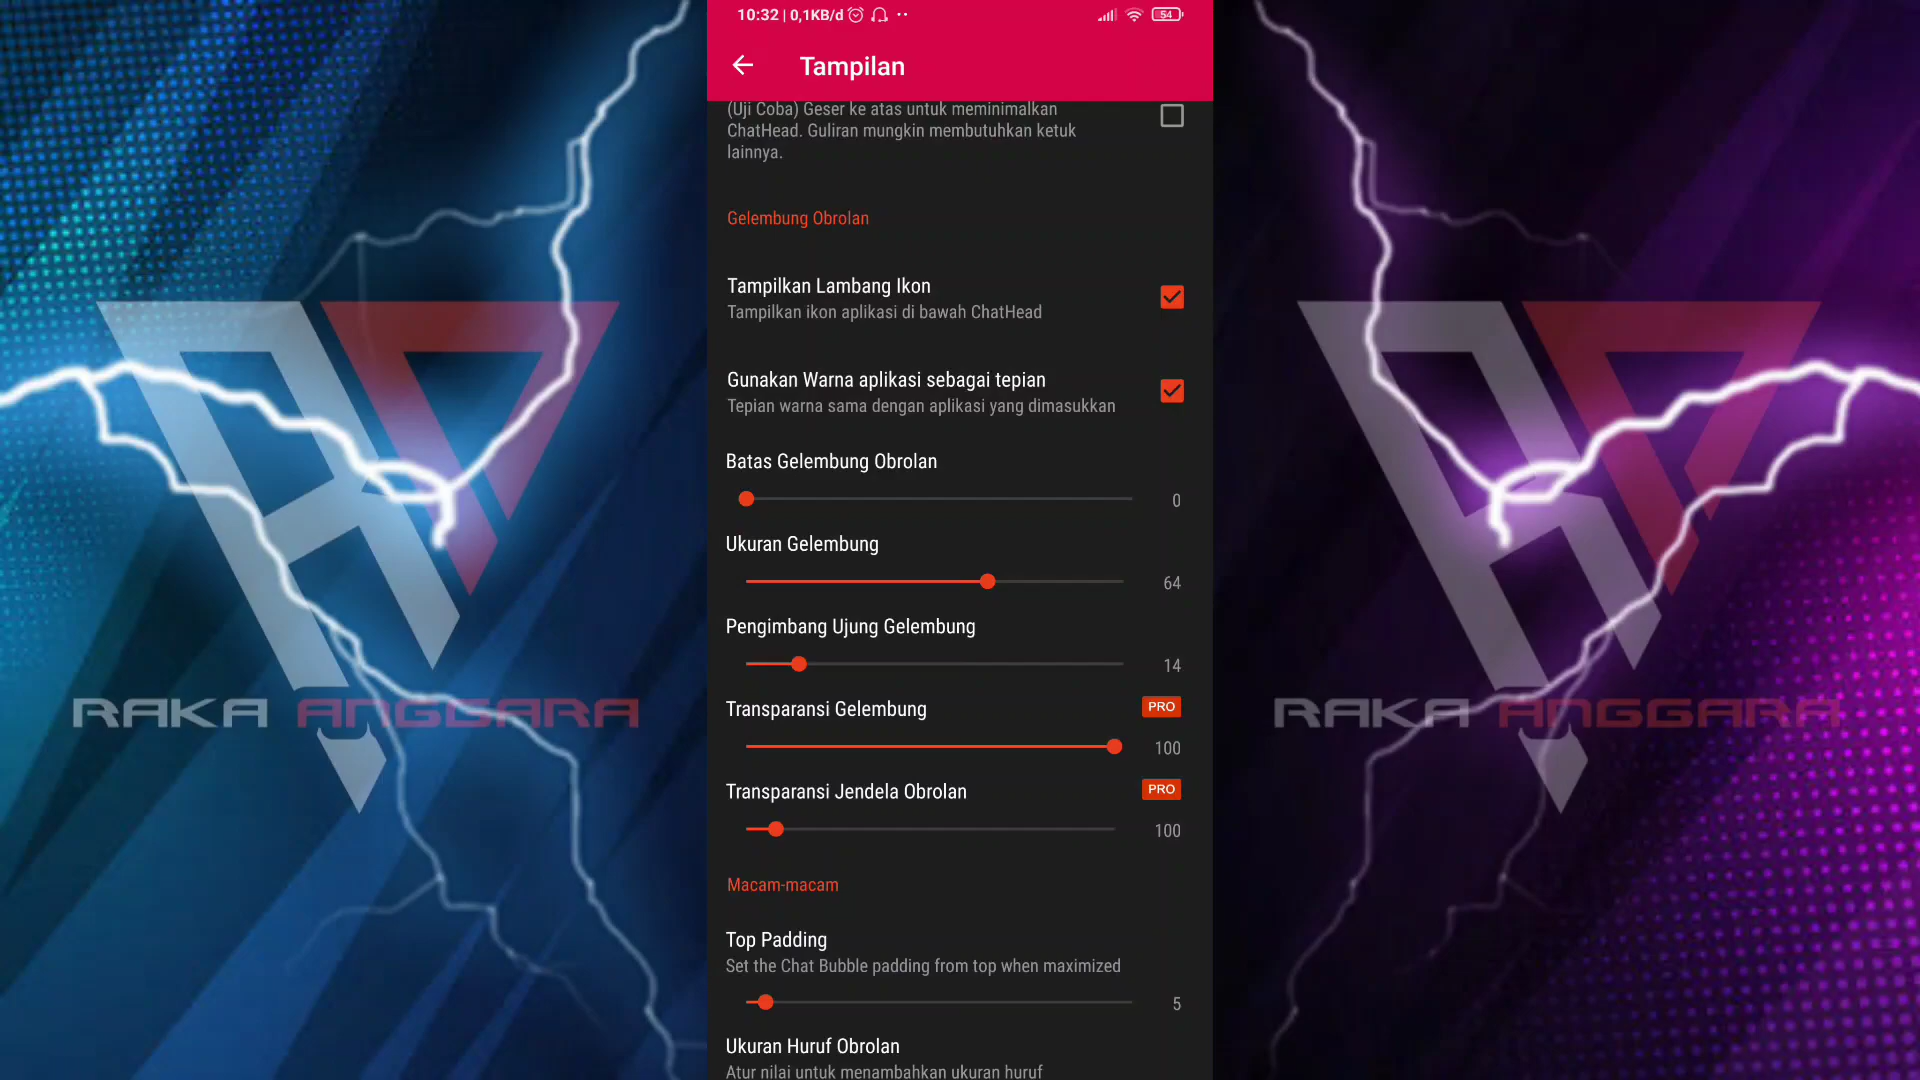 10:32 | 0,1KB/d
54
Tampilan
(Uji Coba) Geser ke atas untuk meminimalkan
ChatHead. Guliran mungkin membutuhkan ketuk
lainnya.
Gelembung Obrolan
Tampilkan Lambang Ikon
Tampilkan ikon aplikasi di bawah ChatHead
Gunakan Warna aplikasi sebagai tepian
Tepian warna sama dengan aplikasi yang dimasukkan
Batas Gelembung Obrolan
0
Ukuran Gelembung
64
Pengimbang Ujung Gelembung
14
Transparansi Gelembung
PRO
100
Transparansi Jendela Obrolan
PRO
100
Macam-macam
Top Padding
Set the Chat Bubble padding from top when maximized
5
Ukuran Huruf Obrolan
Atur nilai untuk menambahkan ukuran huruf
RAKA ANGGARA
RAKA ANGGARA